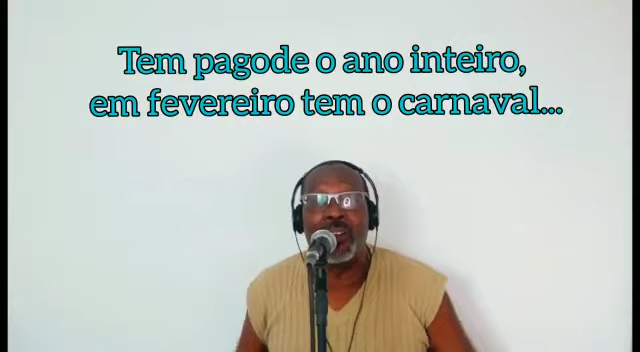 Tem pagode o ano inteiro,
em fevereiro tem o carnaval...